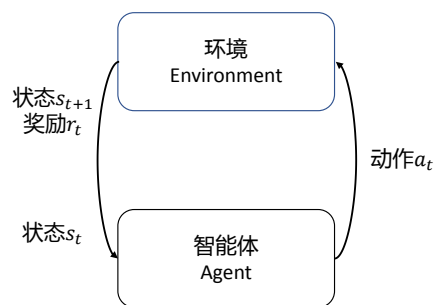 环境
Environment
状态s_{t+1}
奖励r_t
动作a_t
状态s_t
智能体
Agent